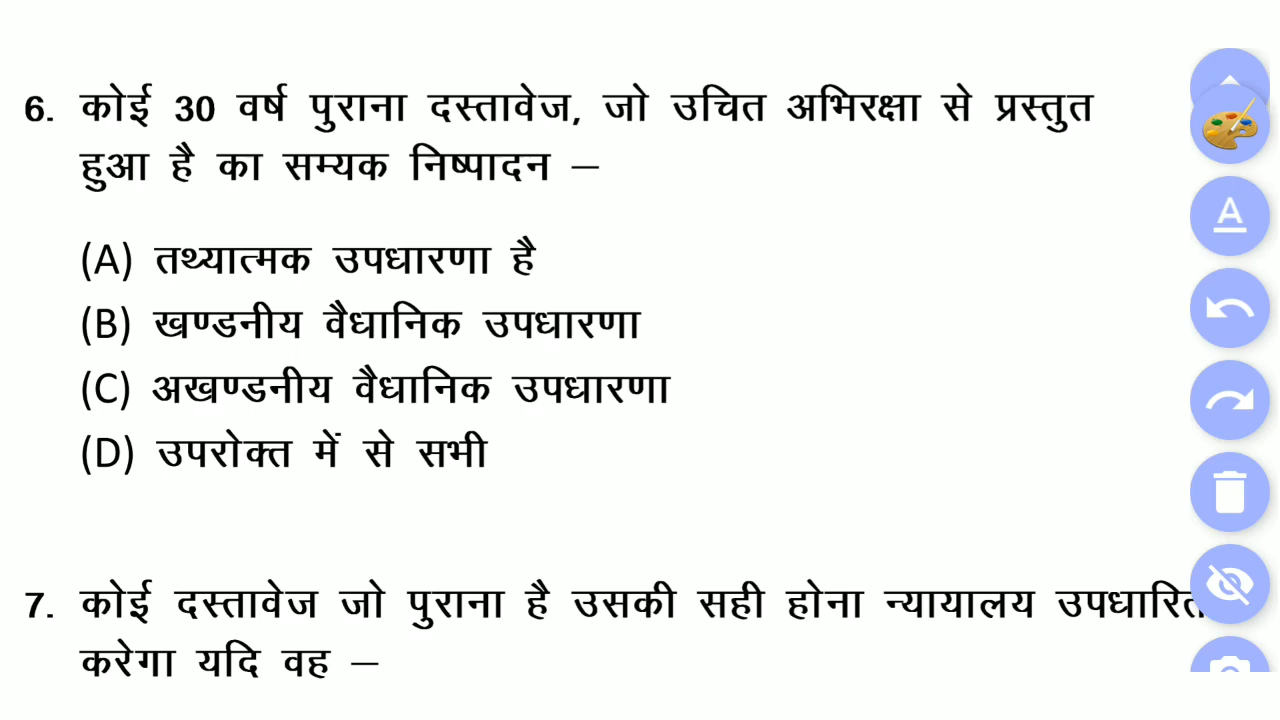 6. कोई 30 वर्ष पुराना दस्तावेज, जो उचित अभिरक्षा से प्रस्तुत
हुआ है का सम्यक निष्पादन –
(A) तथ्यात्मक उपधारणा है
(B) खण्डनीय वैधानिक उपधारणा
(C) अखण्डनीय वैधानिक उपधारणा
(D) उपरोक्त में से सभी
7. कोई दस्तावेज जो पुराना है उसकी सही होना न्यायालय उपधारित
करेगा यदि वह –
A